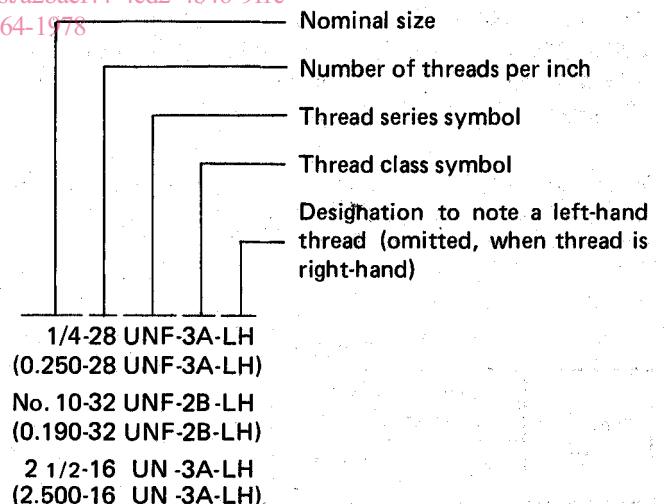 64-1978
Nominal size
Number of threads per inch
Thread series symbol
Thread class symbol
Designation to note a left-hand
thread (omitted, when thread is
right-hand)
1/4-28 UNF-3A-LH
(0.250-28 UNF-3A-LH)
No. 10-32 UNF-2B-LH
(0.190-32 UNF-2B-LH)
2 1/2-16 UN -3A-LH
(2.500-16 UN -3A-LH)